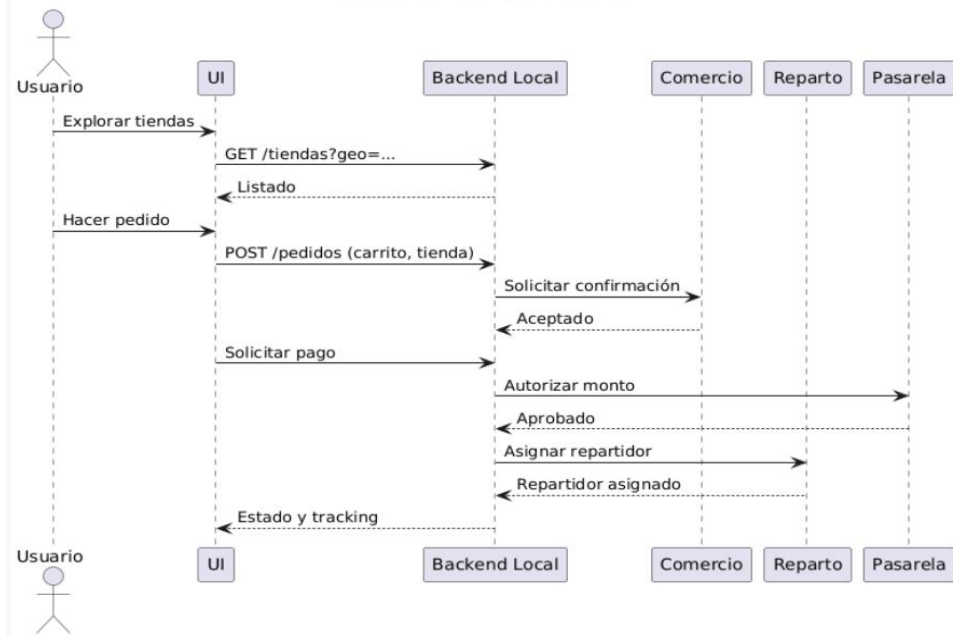 Usuario
UI
Backend Local
Comercio
Reparto
Pasarela
Explorar tiendas
GET /tiendas?geo=...
Listado
Hacer pedido
POST /pedidos (carrito, tienda)
Solicitar confirmación
Aceptado
Solicitar pago
Autorizar monto
Aprobado
Asignar repartidor
Repartidor asignado
Estado y tracking
Usuario
UI
Backend Local
Comercio
Reparto
Pasarela